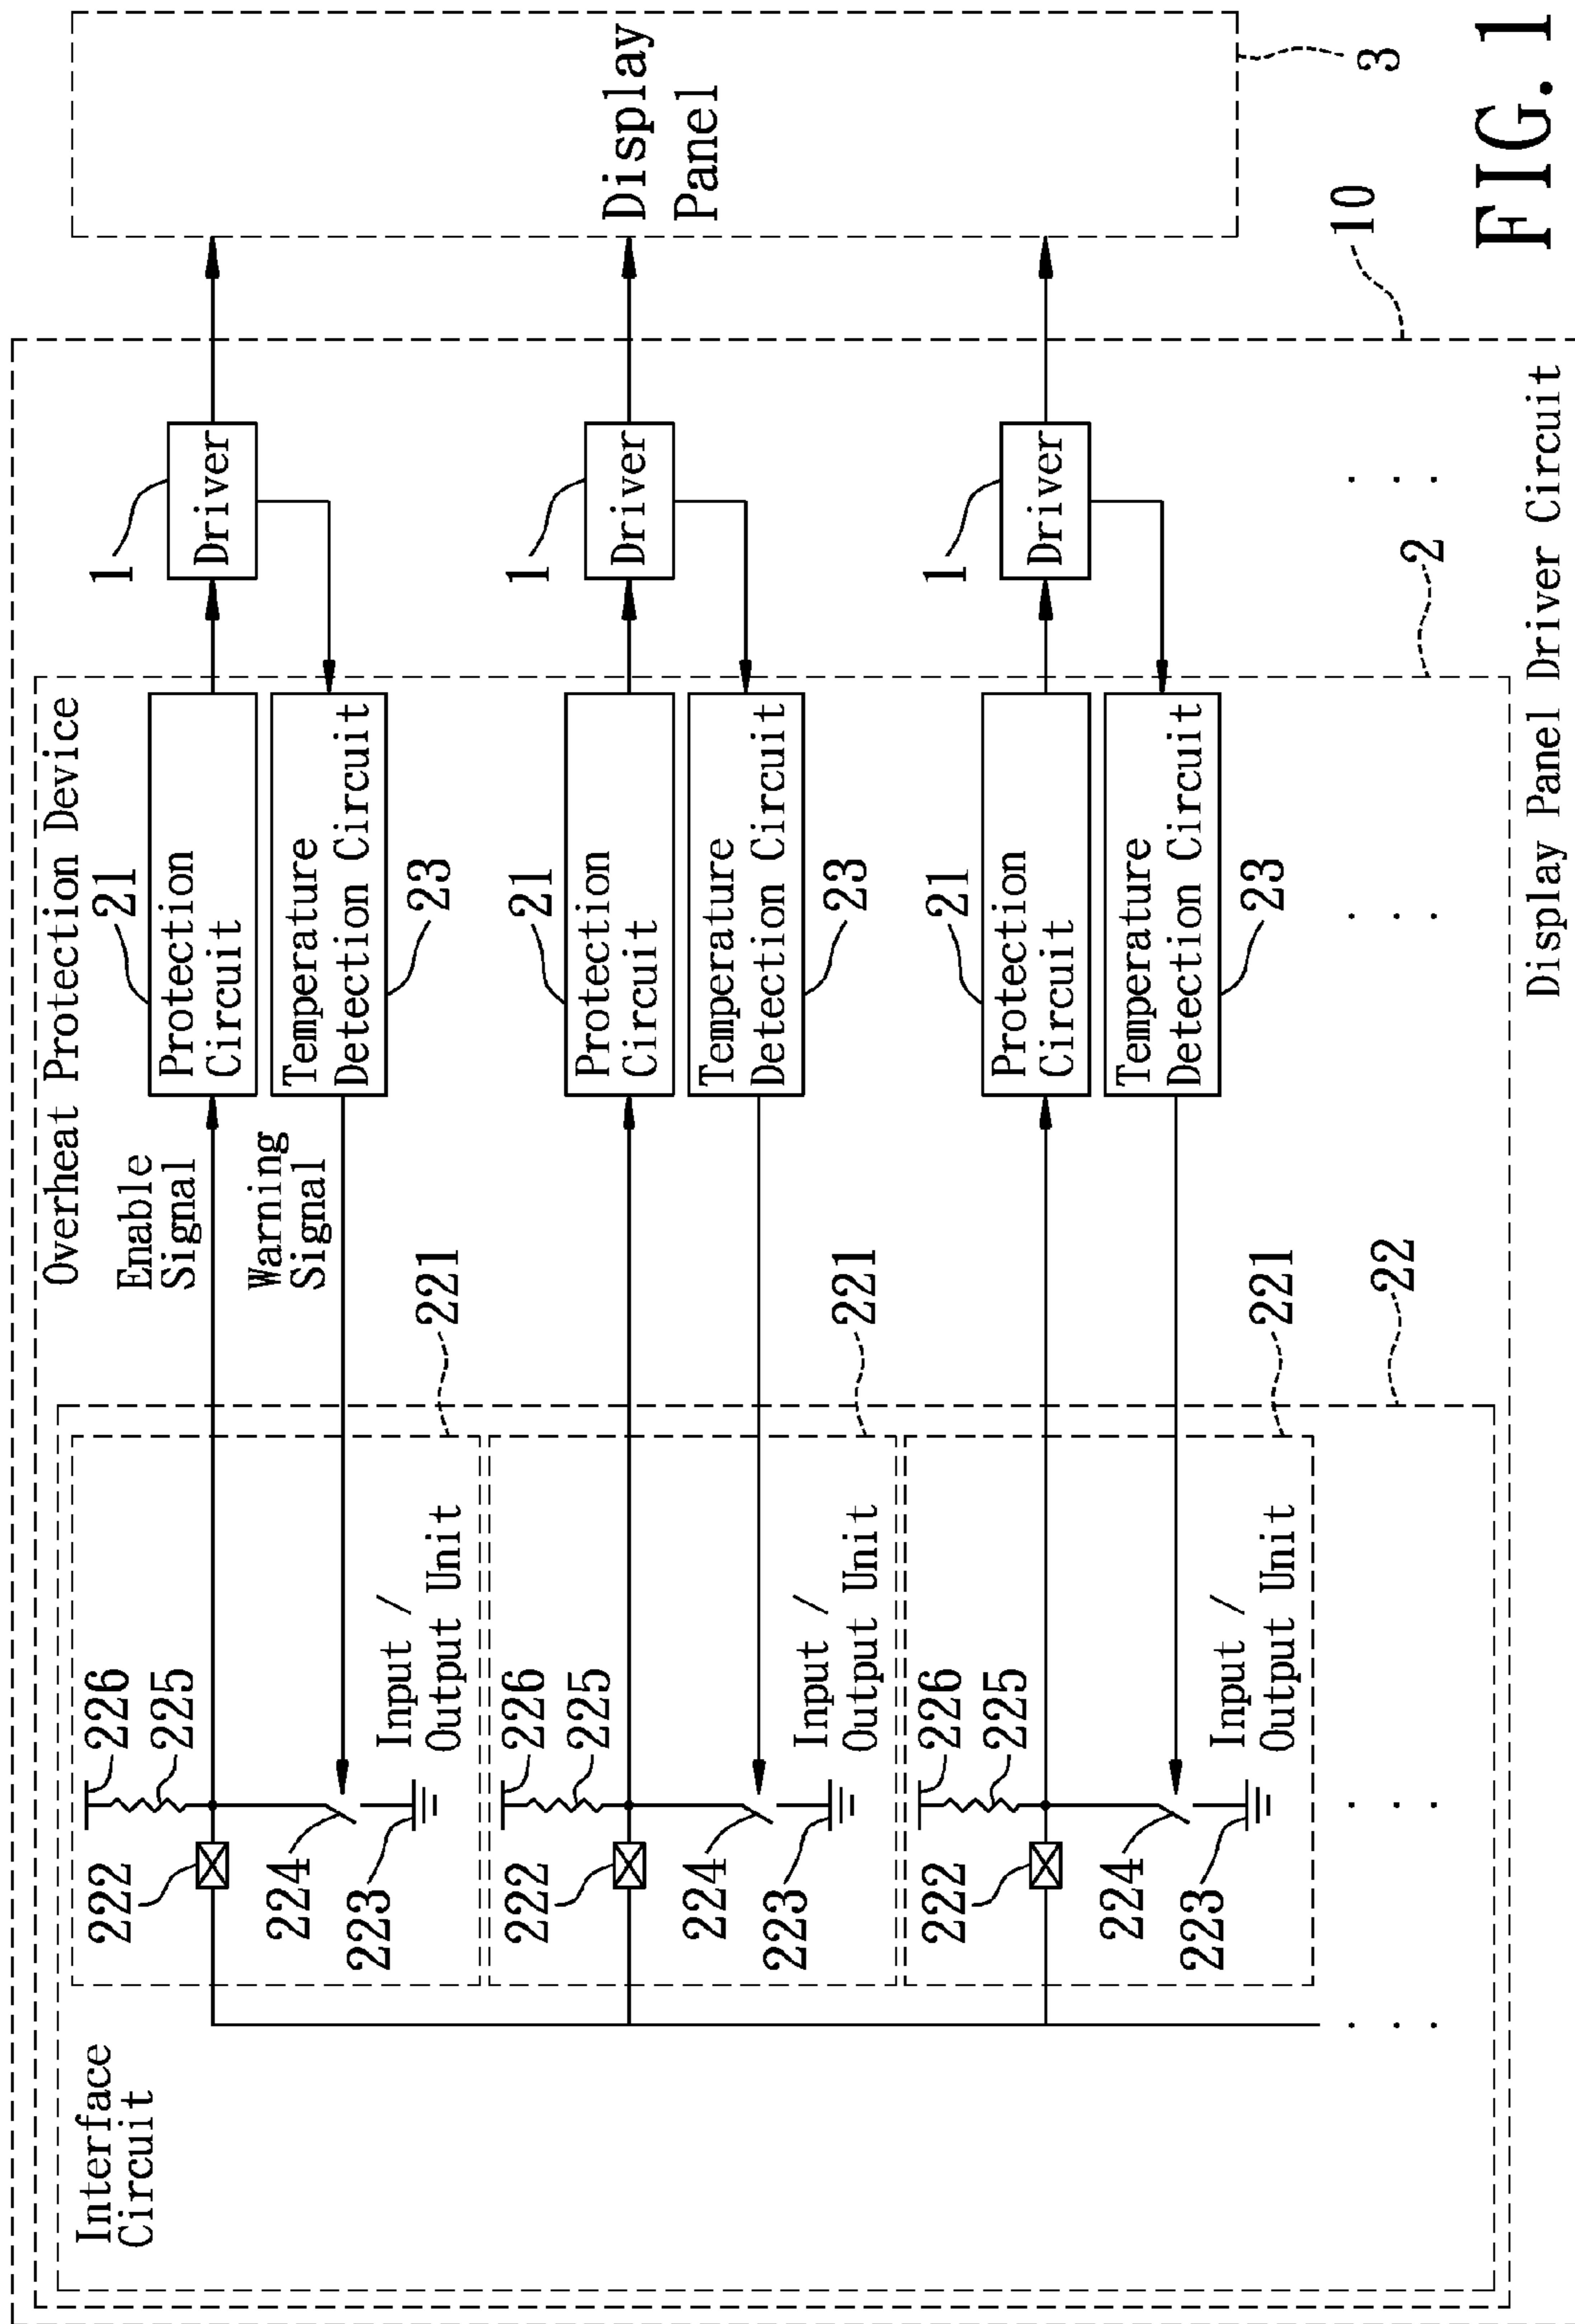 Interface
Circuit
Overheat Protection Device
Enable
Signal
Warning
Signal
226
225
222
224
223
Input /
Output Unit
221
21
Protection
Circuit
Temperature
Detection Circuit
23
1
Driver
226
225
222
224
223
Input /
Output Unit
221
21
Protection
Circuit
Temperature
Detection Circuit
23
1
Driver
Display
Panel
226
225
222
224
223
Input /
Output Unit
221
21
Protection
Circuit
Temperature
Detection Circuit
23
1
Driver
22
2
10
3
Display Panel Driver Circuit
FIG. 1